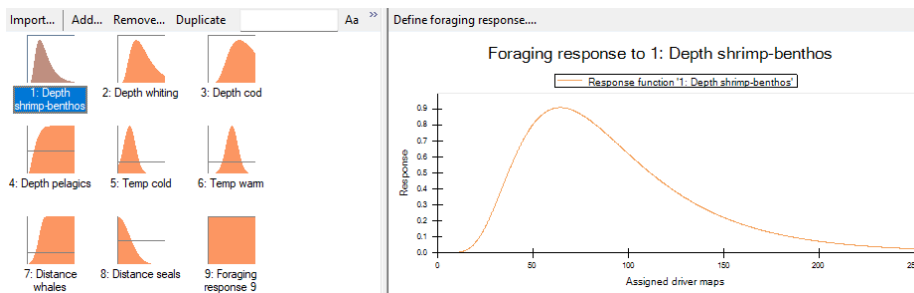 Import... Add... Remove... Duplicate Aa »
1: Depth
shrimp-benthos
2: Depth whiting
3: Depth cod
4: Depth pelagics
5: Temp cold
6: Temp warm
7: Distance
whales
8: Distance seals
9: Foraging
response 9
Define foraging response....
Foraging response to 1: Depth shrimp-benthos
Response function '1: Depth shrimp-benthos'
Response
0.9
0.8
0.7
0.6
0.5
0.4
0.3
0.2
0.1
0.0
0 50 100 150 200 250
Assigned driver maps